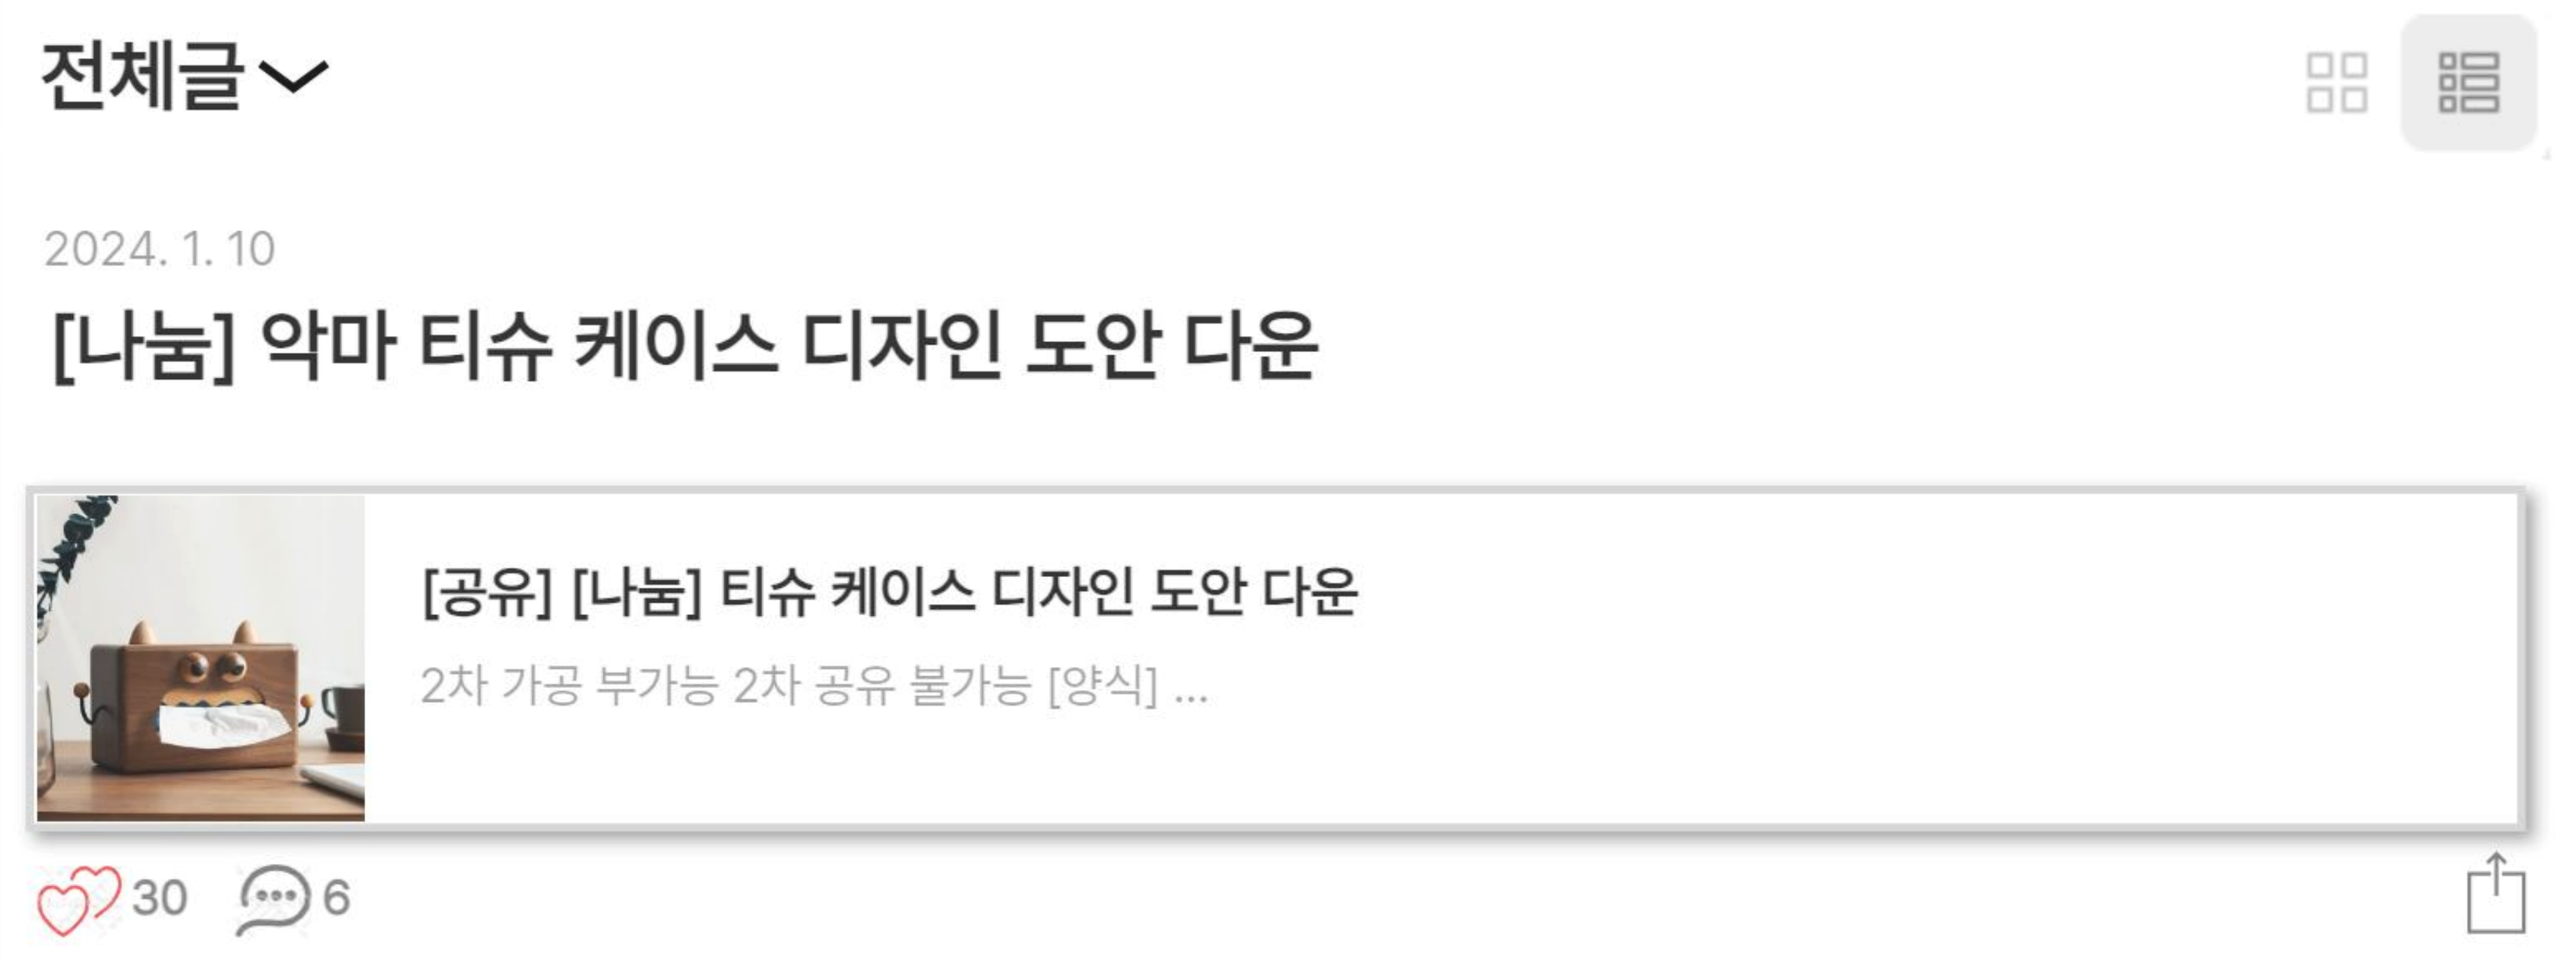 전체글
2024. 1. 10
[나눔] 악마 티슈 케이스 디자인 도안 다운
[공유] [나눔] 티슈 케이스 디자인 도안 다운
2차 가공 부가능 2차 공유 불가능 [양식] ...
30 6